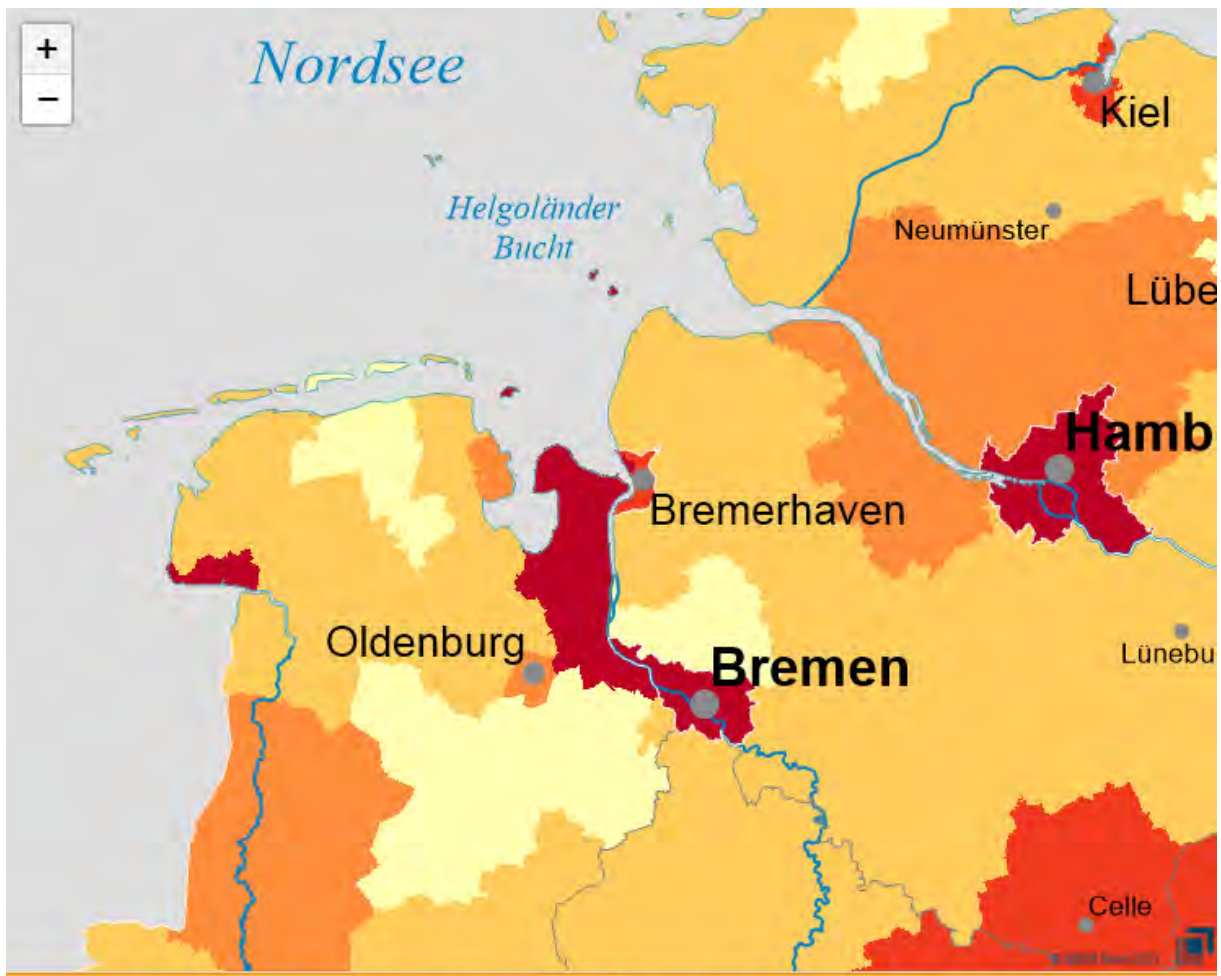 +
−
Nordsee
Kiel
Helgoländer
Bucht
Neumünster
Lübe
Hamb
Bremerhaven
Oldenburg
Bremen
Lünebu
Celle